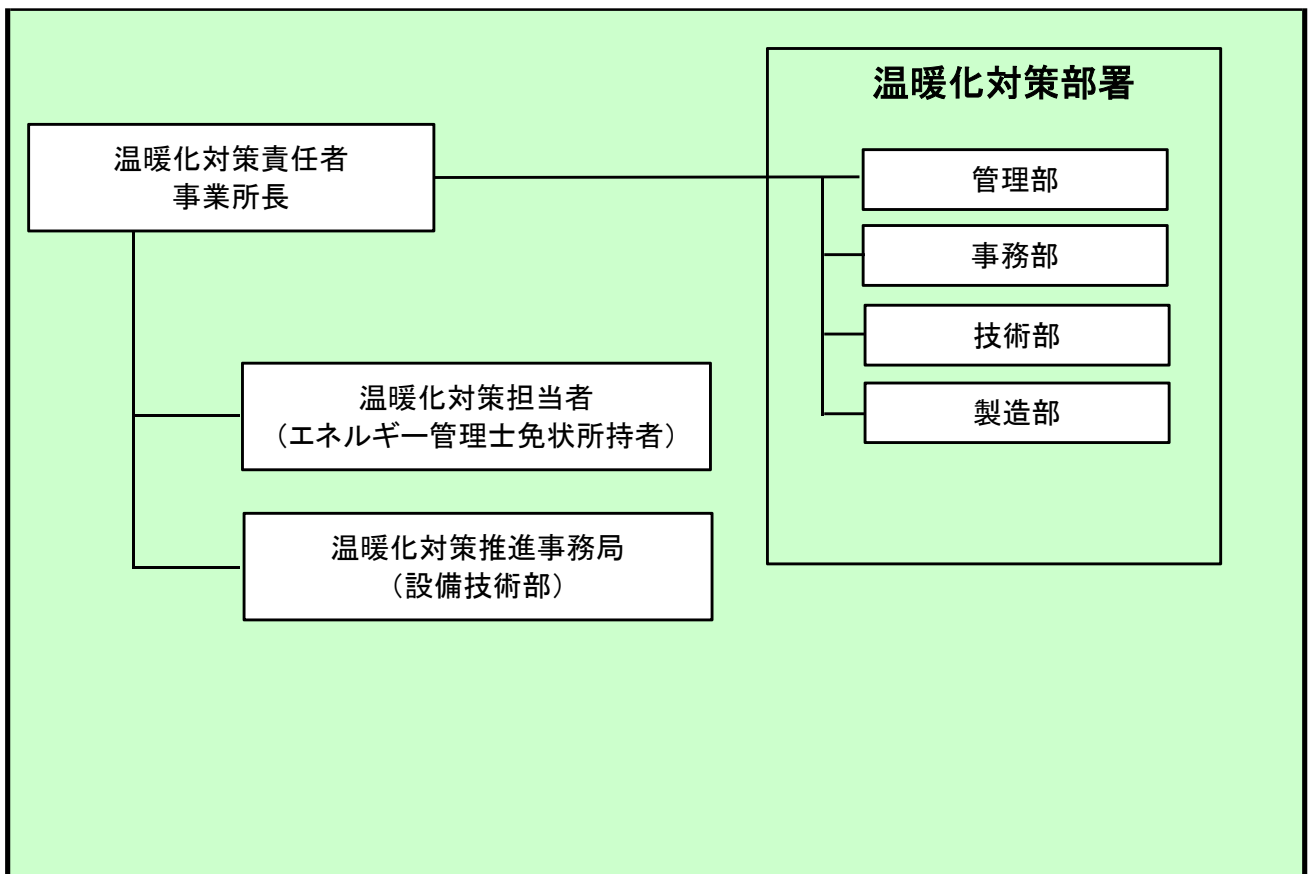 温暖化対策部署
温暖化対策責任者
事業所長
管理部
事務部
技術部
製造部
温暖化対策担当者
（エネルギー管理士免状所持者）
温暖化対策推進事務局
（設備技術部）